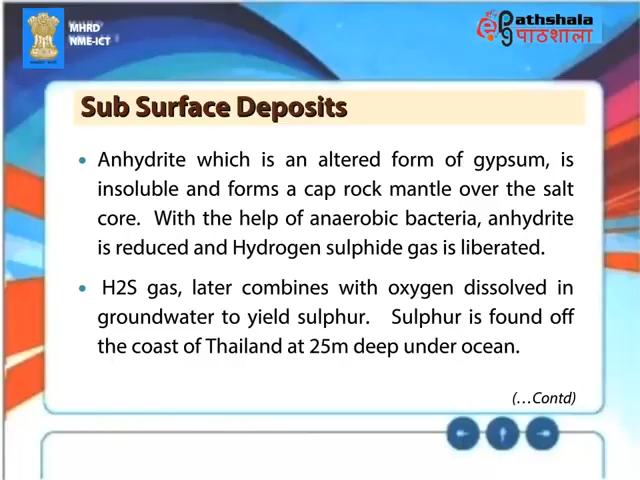 MHRD
NME-ICT
ePathshala
पाठशाला
Sub Surface Deposits
• Anhydrite which is an altered form of gypsum, is
insoluble and forms a cap rock mantle over the salt
core. With the help of anaerobic bacteria, anhydrite
is reduced and Hydrogen sulphide gas is liberated.
• H2S gas, later combines with oxygen dissolved in
groundwater to yield sulphur. Sulphur is found off
the coast of Thailand at 25m deep under ocean.
(...Contd)